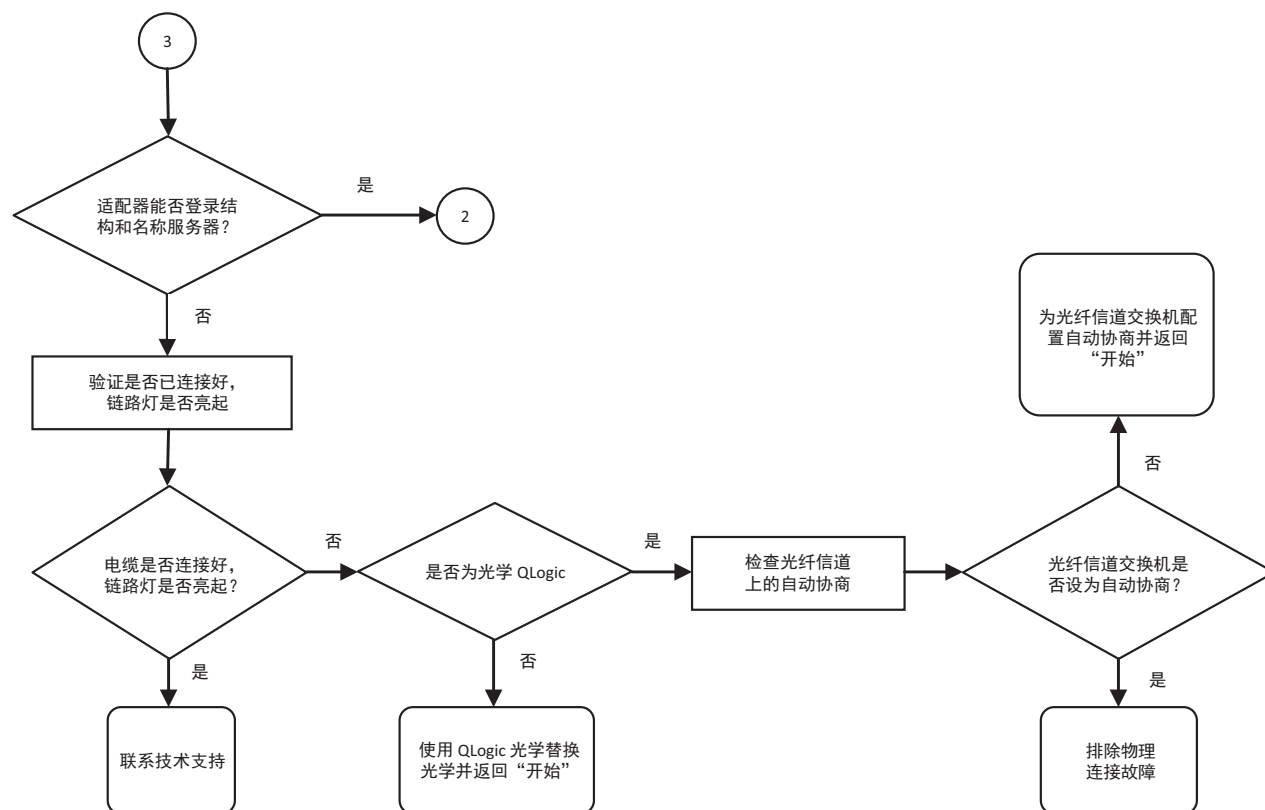 3
适配器能否登录结
构和名称服务器？
是
2
否
验证是否已连接好，
链路灯是否亮起
为光纤信道交换机配
置自动协商并返回
“开始”
否
电缆是否连接好，
链路灯是否亮起？
否
是否为光学 QLogic
是
检查光纤信道
上的自动协商
光纤信道交换机是
否设为自动协商？
是
否
是
联系技术支持
使用 QLogic 光学替换
光学并返回“开始”
排除物理
连接故障